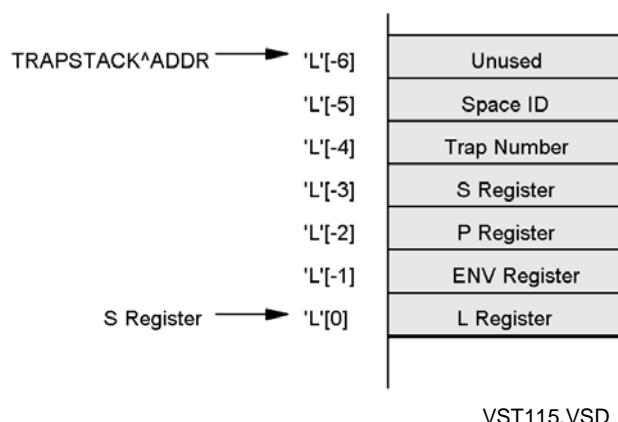 TRAPSTACK^ADDR 'L'[-6] Unused
'L'[-5] Space ID
'L'[-4] Trap Number
'L'[-3] S Register
'L'[-2] P Register
'L'[-1] ENV Register
S Register 'L'[0] L Register
VST115.VSD